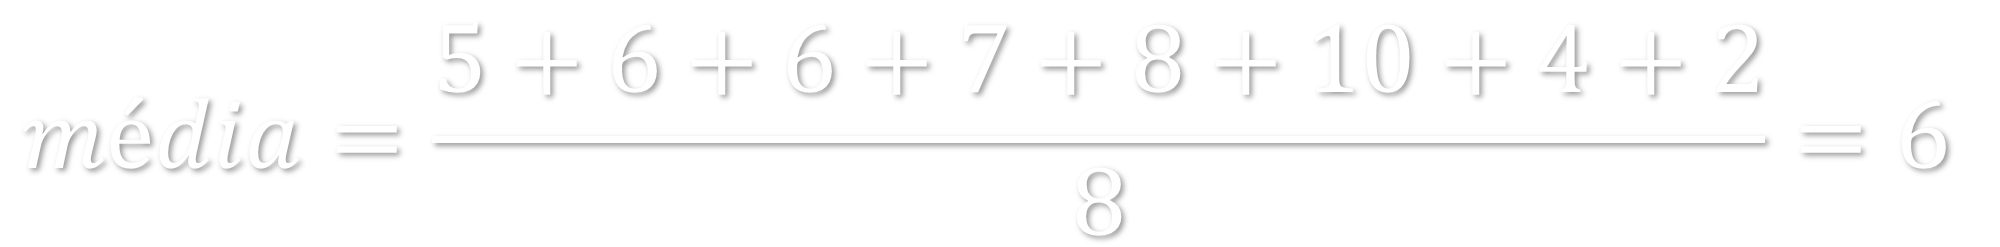 média = 5 + 6 + 6 + 7 + 8 + 10 + 4 + 2 / 8 = 6